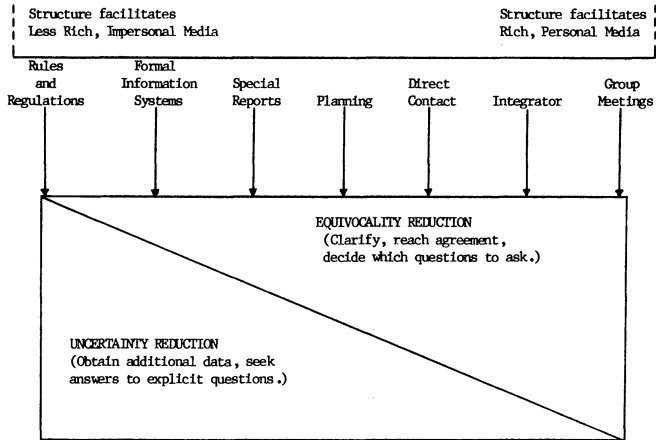 Structure facilitates
Less Rich, Impersonal Media
Structure facilitates
Rich, Personal Media
Rules
and
Regulations
Formal
Information
Systems
Special
Reports
Planning
Direct
Contact
Integrator
Group
Meetings
EQUIVOCALITY REDUCTION
(Clarify, reach agreement,
decide which questions to ask.)
UNCERTAINTY REDUCTION
(Obtain additional data, seek
answers to explicit questions.)